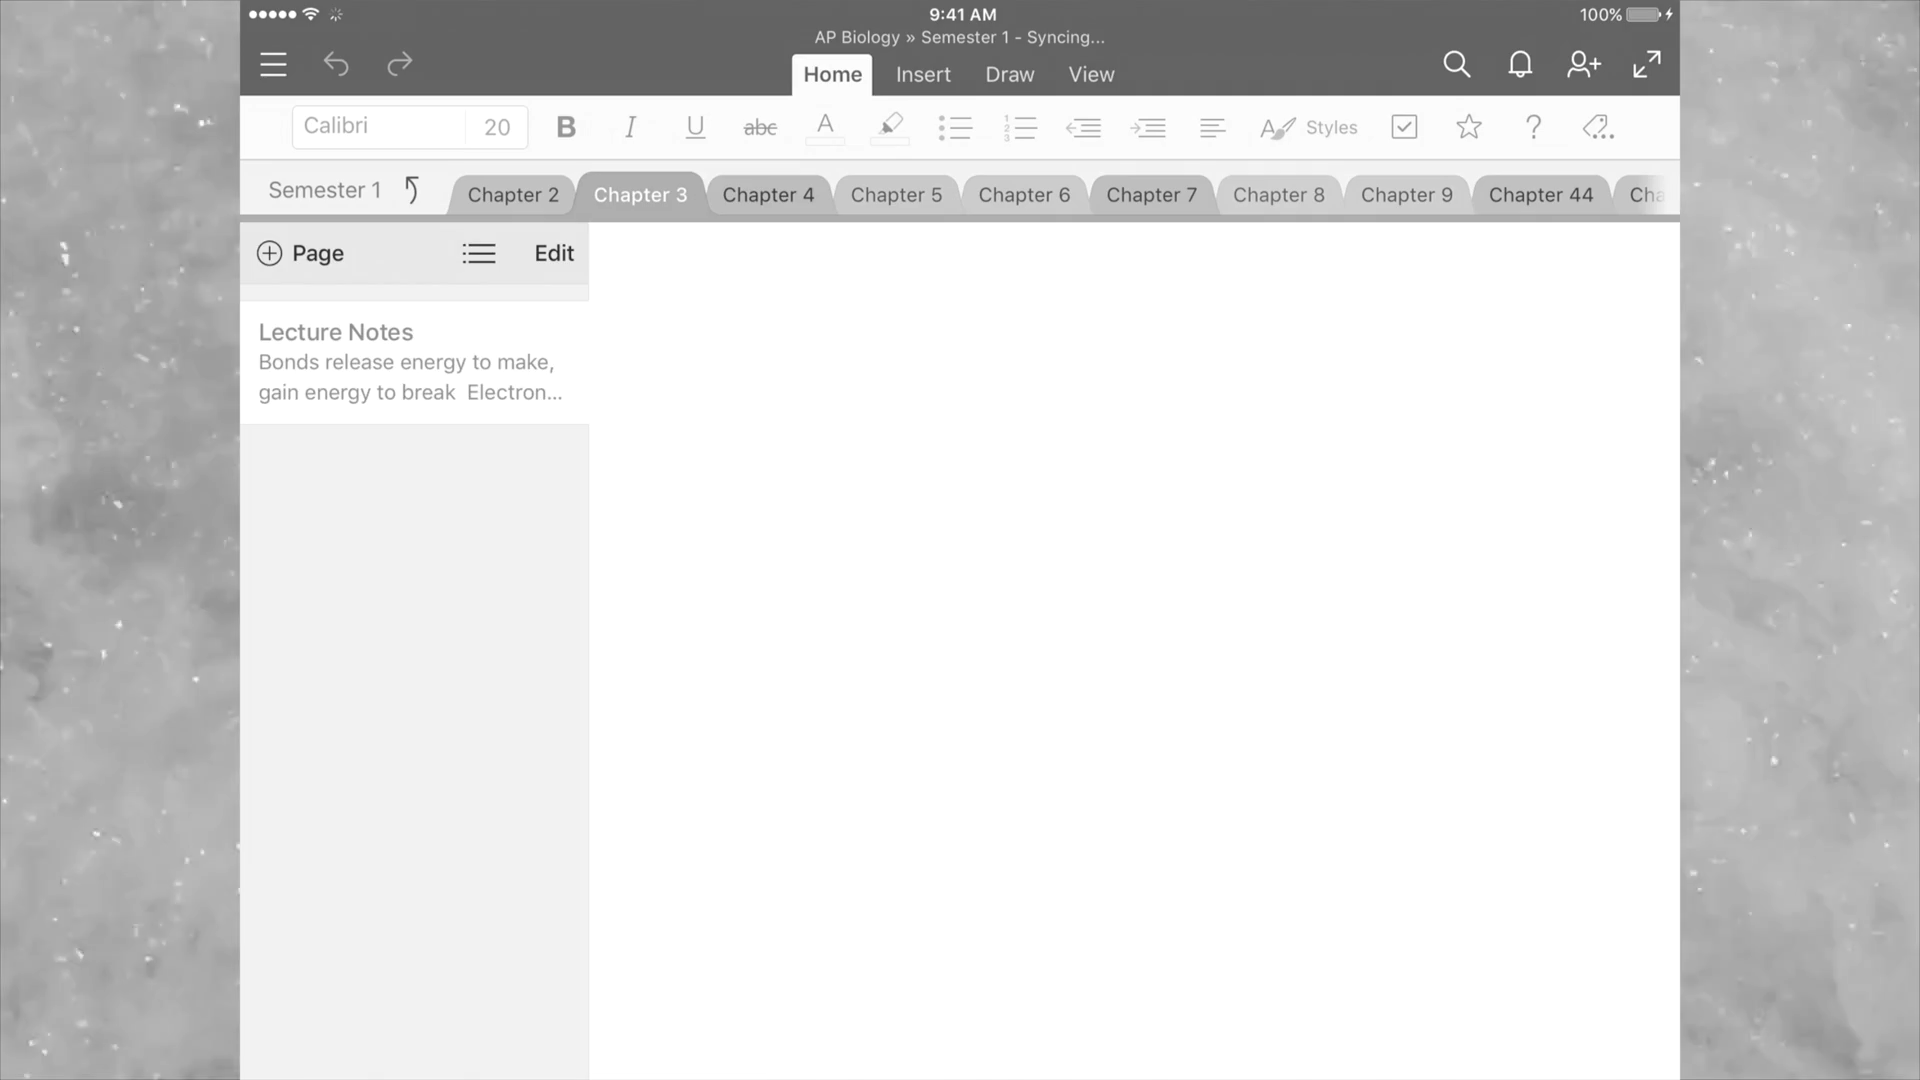 9:41 AM
100%
AP Biology » Semester 1 - Syncing...
Home Insert Draw View
Calibri 20 B I U abc A Styles ?
Semester 1 Chapter 2 Chapter 3 Chapter 4 Chapter 5 Chapter 6 Chapter 7 Chapter 8 Chapter 9 Chapter 44 Cha
Page Edit
Lecture Notes
Bonds release energy to make,
gain energy to break Electron...